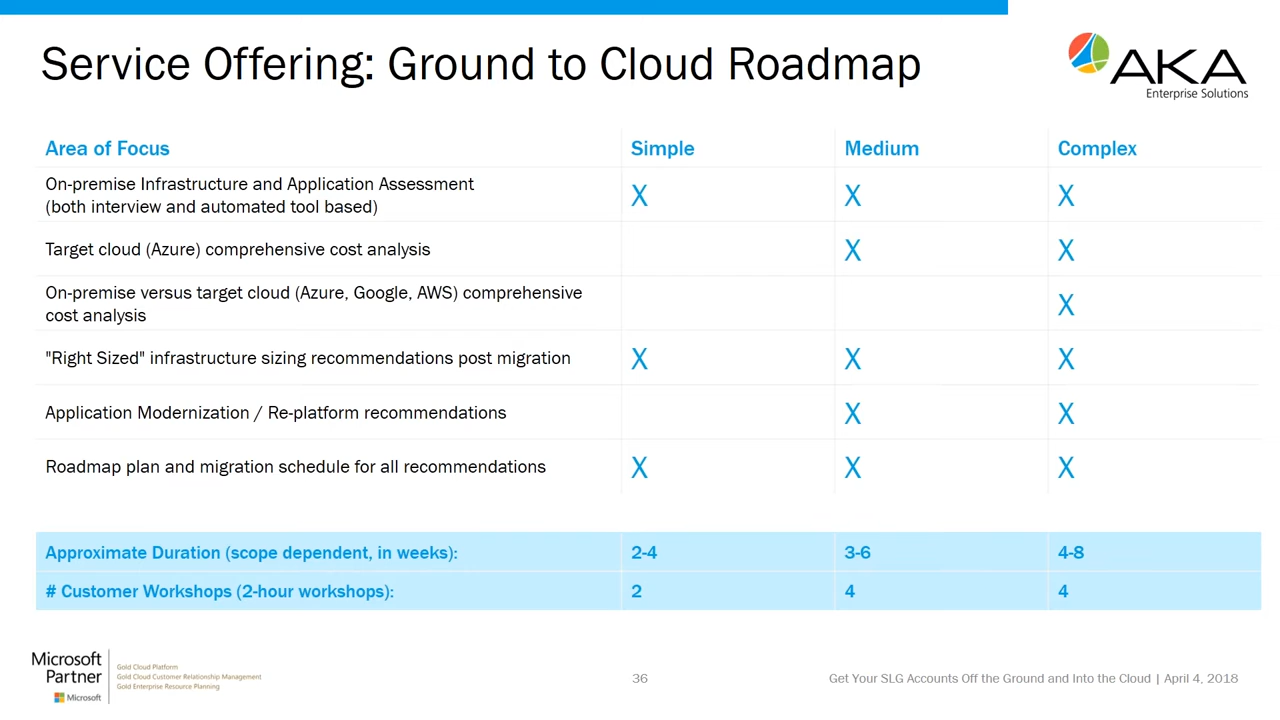 Service Offering: Ground to Cloud Roadmap
AKA
Enterprise Solutions
Area of Focus Simple Medium Complex
On-premise Infrastructure and Application Assessment
(both interview and automated tool based) X X X
Target cloud (Azure) comprehensive cost analysis X X
On-premise versus target cloud (Azure, Google, AWS) comprehensive
cost analysis X
"Right Sized" infrastructure sizing recommendations post migration X X X
Application Modernization / Re-platform recommendations X X
Roadmap plan and migration schedule for all recommendations X X X
Approximate Duration (scope dependent, in weeks): 2-4 3-6 4-8
# Customer Workshops (2-hour workshops): 2 4 4
Microsoft
Partner
Microsoft
Gold Cloud Platform
Gold Cloud Customer Relationship Management
Gold Enterprise Resource Planning
36
Get Your SLG Accounts Off the Ground and Into the Cloud | April 4, 2018